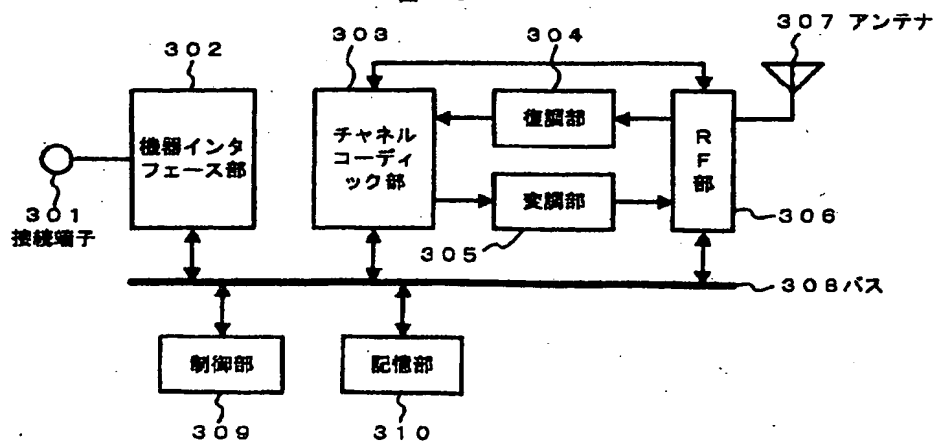 302
303
304
307 アンテナ
機器インタ
フェース部
チャネル
コーディ
ック部
復調部
変調部
RF部
301
接続端子
305
306
308バス
制御部
記憶部
309
310